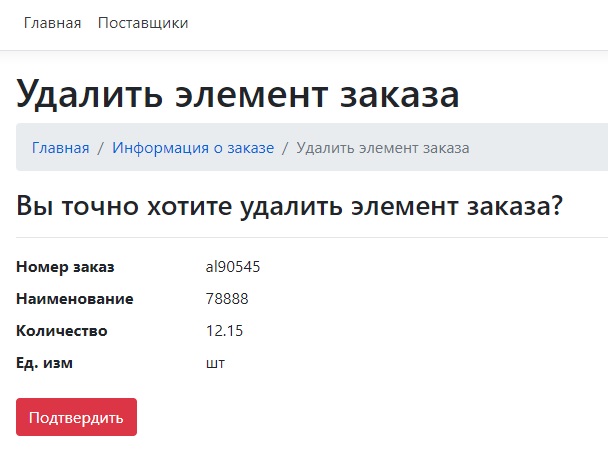 Главная Поставщики
Удалить элемент заказа
Главная / Информация о заказе / Удалить элемент заказа
Вы точно хотите удалить элемент заказа?
Номер заказ al90545
Наименование 78888
Количество 12.15
Ед. изм шт
Подтвердить